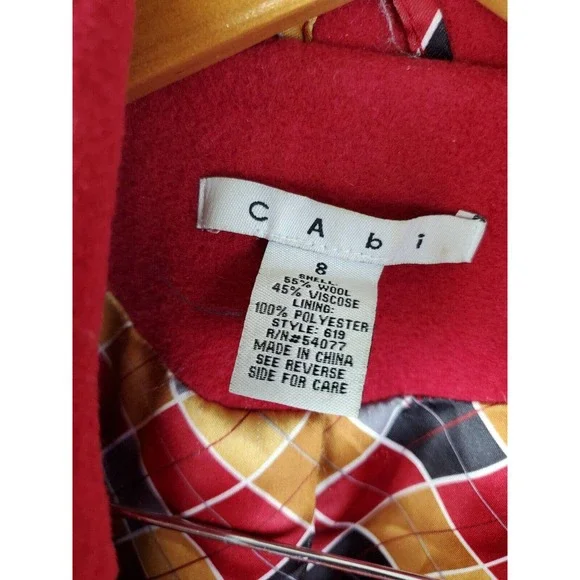 CAbi
8
SHELL:
55% WOOL
45% VISCOSE
LINING:
100% POLYESTER
STYLE: 619
R/N#54077
MADE IN CHINA
SEE REVERSE
SIDE FOR CARE